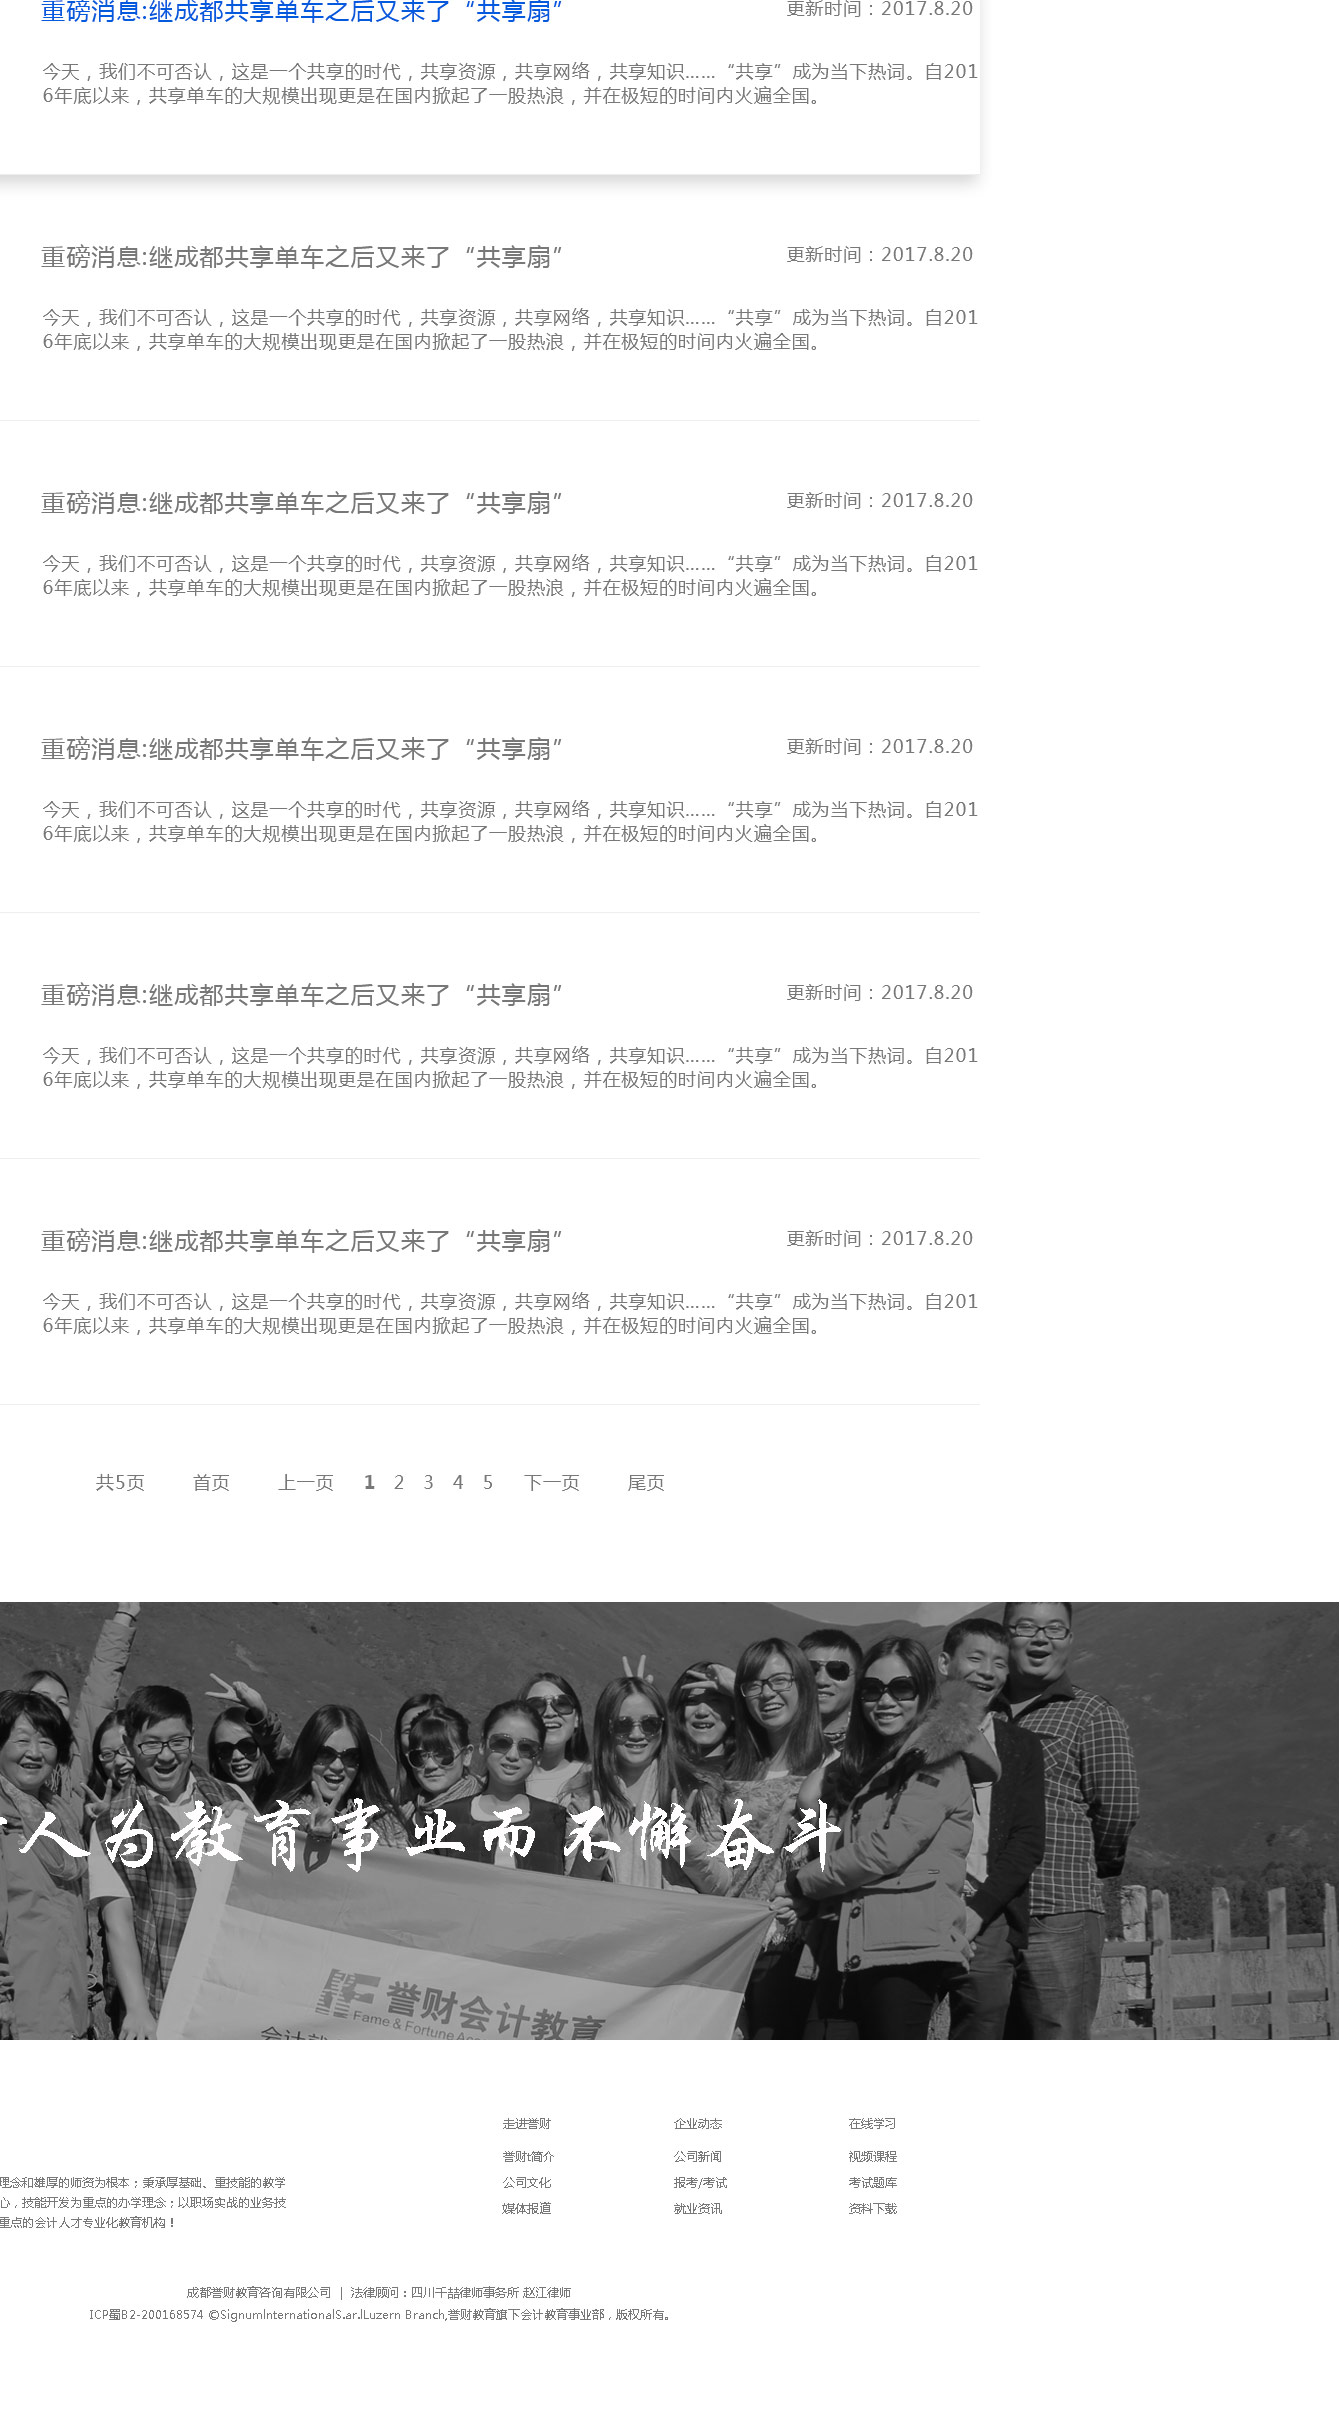 重磅消息:继成都共享单车之后又来了“共享扇”
更新时间：2017.8.20
今天，我们不可否认，这是一个共享的时代，共享资源，共享网络，共享知识……“共享”成为当下热词。自201
6年底以来，共享单车的大规模出现更是在国内掀起了一股热浪，并在极短的时间内火遍全国。
重磅消息:继成都共享单车之后又来了“共享扇”
更新时间：2017.8.20
今天，我们不可否认，这是一个共享的时代，共享资源，共享网络，共享知识……“共享”成为当下热词。自201
6年底以来，共享单车的大规模出现更是在国内掀起了一股热浪，并在极短的时间内火遍全国。
重磅消息:继成都共享单车之后又来了“共享扇”
更新时间：2017.8.20
今天，我们不可否认，这是一个共享的时代，共享资源，共享网络，共享知识……“共享”成为当下热词。自201
6年底以来，共享单车的大规模出现更是在国内掀起了一股热浪，并在极短的时间内火遍全国。
重磅消息:继成都共享单车之后又来了“共享扇”
更新时间：2017.8.20
今天，我们不可否认，这是一个共享的时代，共享资源，共享网络，共享知识……“共享”成为当下热词。自201
6年底以来，共享单车的大规模出现更是在国内掀起了一股热浪，并在极短的时间内火遍全国。
重磅消息:继成都共享单车之后又来了“共享扇”
更新时间：2017.8.20
今天，我们不可否认，这是一个共享的时代，共享资源，共享网络，共享知识……“共享”成为当下热词。自201
6年底以来，共享单车的大规模出现更是在国内掀起了一股热浪，并在极短的时间内火遍全国。
重磅消息:继成都共享单车之后又来了“共享扇”
更新时间：2017.8.20
今天，我们不可否认，这是一个共享的时代，共享资源，共享网络，共享知识……“共享”成为当下热词。自201
6年底以来，共享单车的大规模出现更是在国内掀起了一股热浪，并在极短的时间内火遍全国。
共5页 首页 上一页 1 2 3 4 5 下一页 尾页
人为教育事业而不懈奋斗
誉财会计教育
Fame & Fortune
走进誉财 企业动态 在线学习
誉财t简介 公司新闻 视频课程
公司文化 报考/考试 考试题库
媒体报道 就业资讯 资料下载
理念和雄厚的师资为根本；秉承厚基础、重技能的教学
心，技能开发为重点的办学理念；以职场实战的业务技
重点的会计人才专业化教育机构！
成都誉财教育咨询有限公司 | 法律顾问：四川千喆律师事务所 赵江律师
ICP蜀B2-200168574 ©SignumInternationalS.ar.lLuzern Branch,誉财教育旗下会计教育事业部，版权所有。